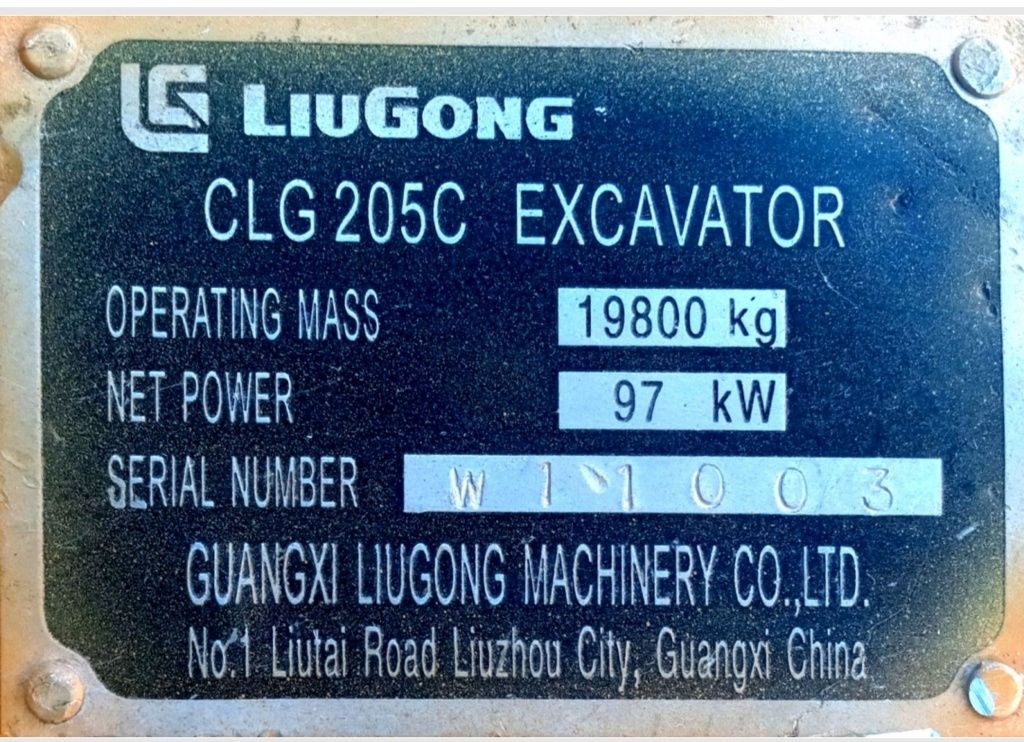 LG LIUGONG
CLG 205C EXCAVATOR
OPERATING MASS 19800 kg
NET POWER 97 kW
SERIAL NUMBER W11003
GUANGXI LIUGONG MACHINERY CO.,LTD.
No.1 Liutai Road Liuzhou City, Guangxi China